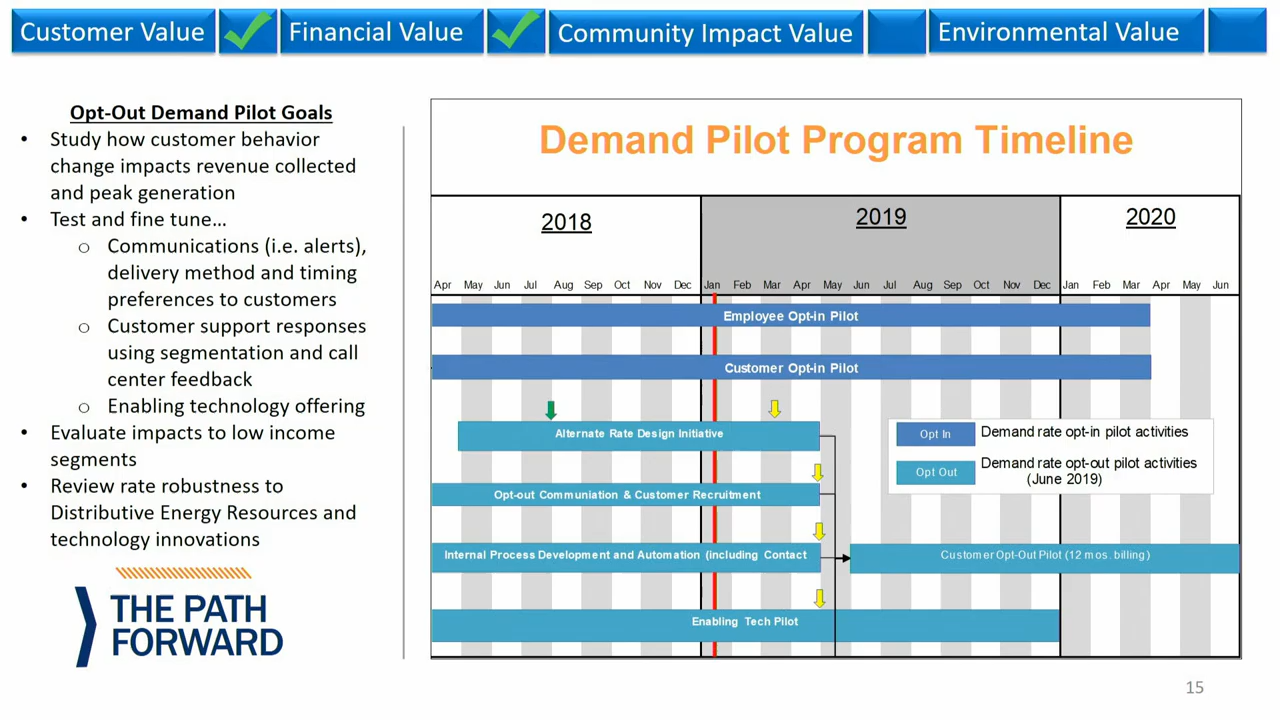 Customer Value
Financial Value
Community Impact Value
Environmental Value
Opt-Out Demand Pilot Goals
• Study how customer behavior
change impacts revenue collected
and peak generation
• Test and fine tune…
o Communications (i.e. alerts),
delivery method and timing
preferences to customers
o Customer support responses
using segmentation and call
center feedback
o Enabling technology offering
• Evaluate impacts to low income
segments
• Review rate robustness to
Distributive Energy Resources and
technology innovations
THE PATH
FORWARD
Demand Pilot Program Timeline
2018
2019
2020
Apr May Jun Jul Aug Sep Oct Nov Dec Jan Feb Mar Apr May Jun Jul Aug Sep Oct Nov Dec Jan Feb Mar Apr May Jun
Employee Opt-in Pilot
Customer Opt-in Pilot
Alternate Rate Design Initiative
Opt In
Demand rate opt-in pilot activities
Opt Out
Demand rate opt-out pilot activities
(June 2019)
Opt-out Communiation & Customer Recruitment
Internal Process Development and Automation (including Contact
Customer Opt-Out Pilot (12 mos. billing)
Enabling Tech Pilot
15